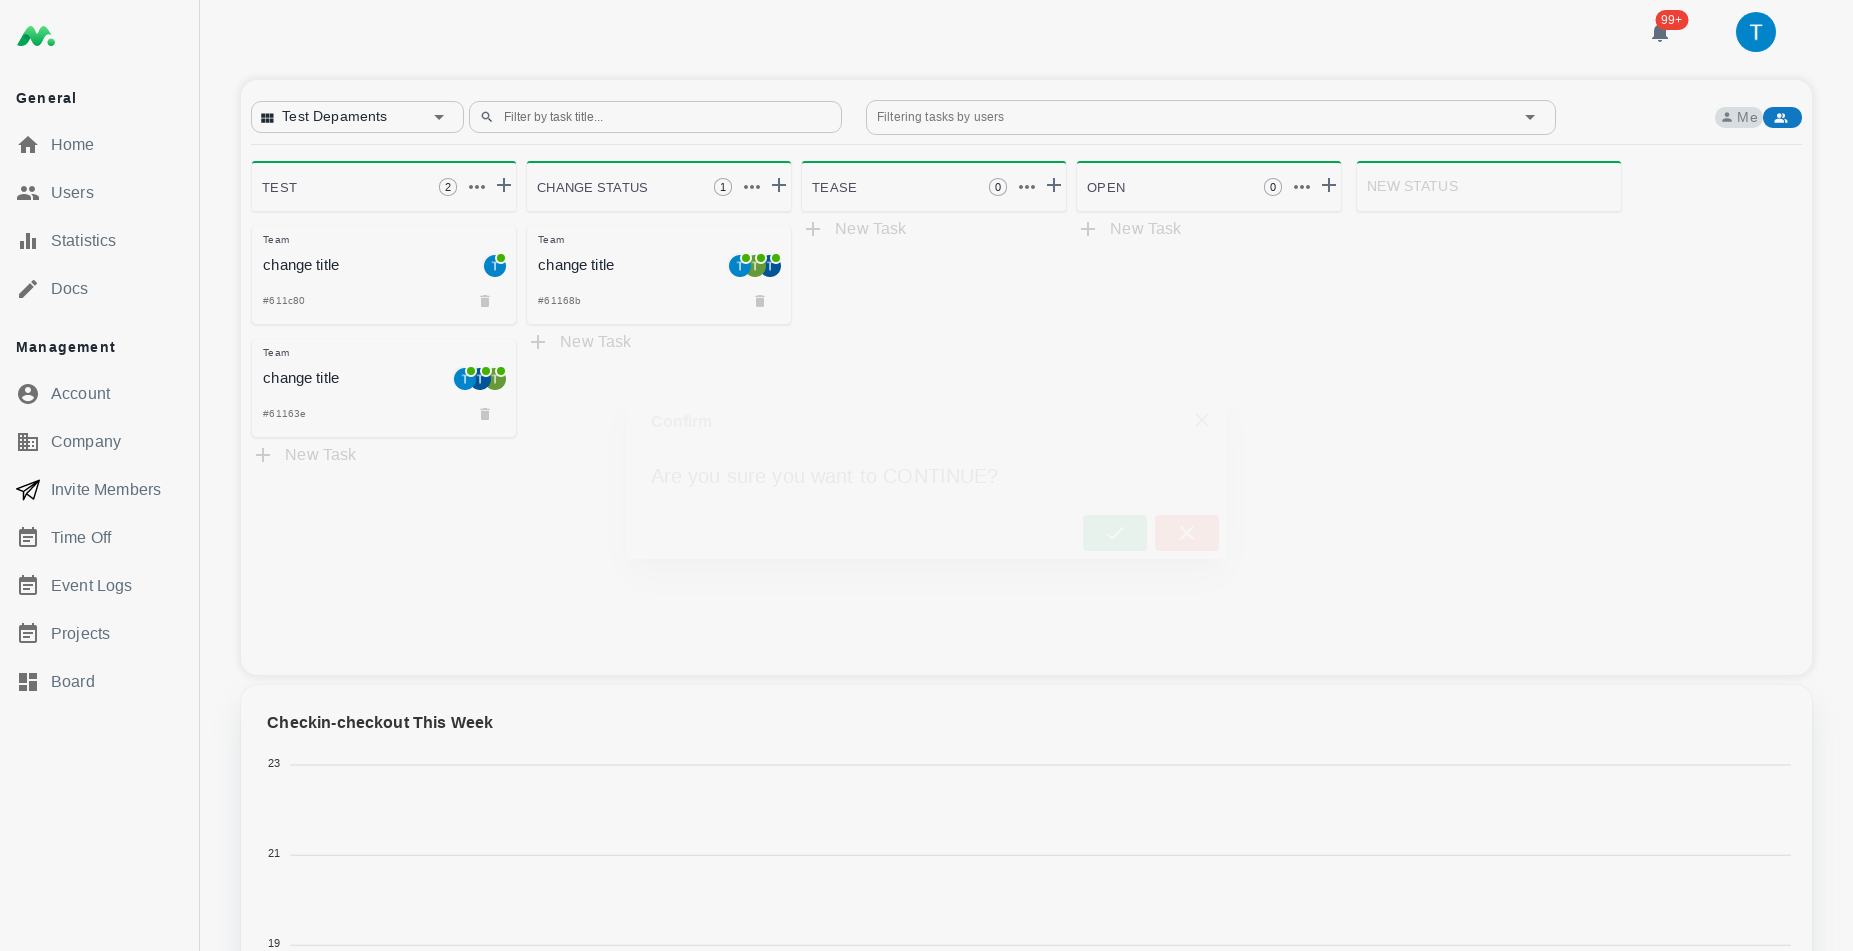 99+
T
General
Home
Users
Statistics
Docs
Management
Account
Company
Invite Members
Time Off
Event Logs
Projects
Board
Test Depaments
Filter by task title...
Filtering tasks by users
Me
TEST
2
CHANGE STATUS
1
TEASE
0
OPEN
0
NEW STATUS
Team
change title
T
#611c80
Team
change title
T T T
#61163e
New Task
Team
change title
T T T
#61168b
New Task
New Task
New Task
Confirm
Are you sure you want to CONTINUE?
Checkin-checkout This Week
23
21
19